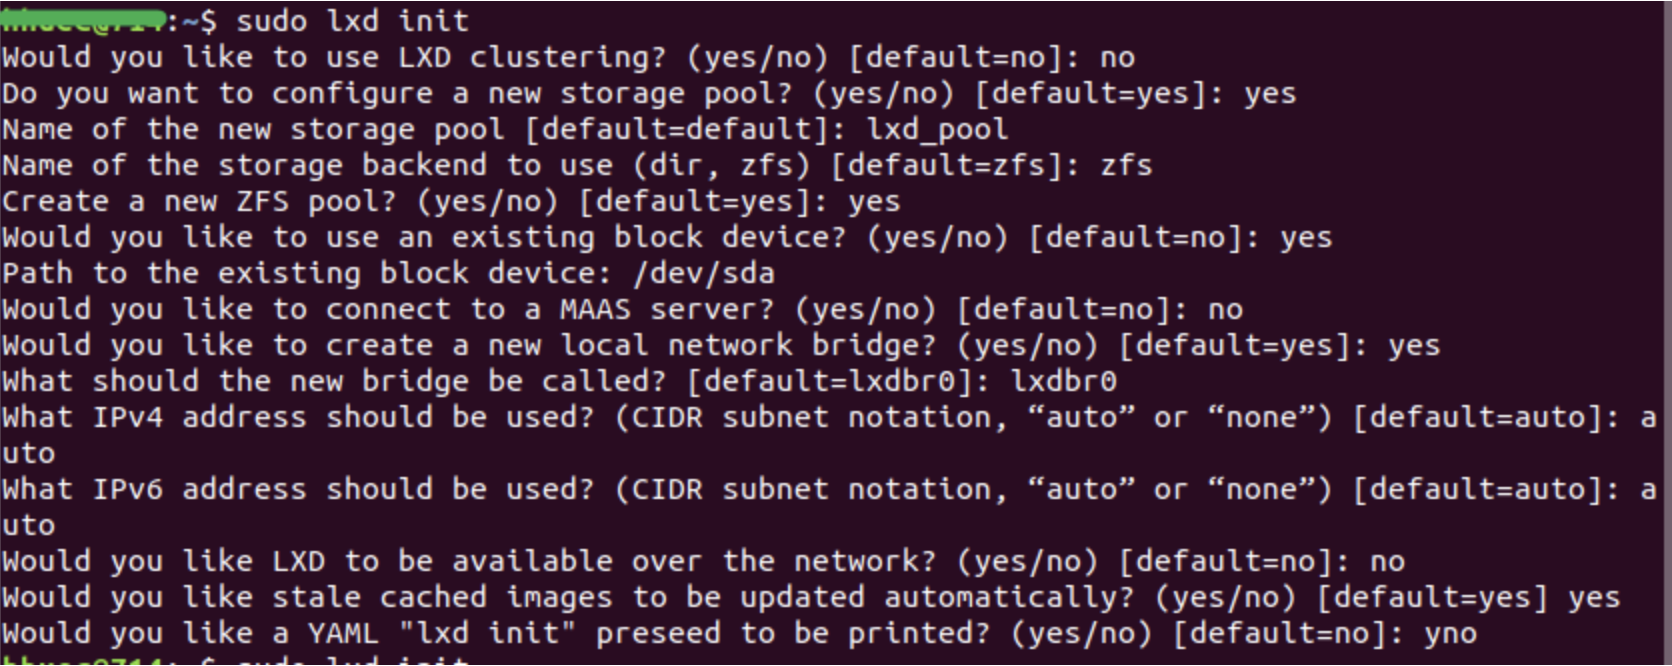 :~$ sudo lxd init
Would you like to use LXD clustering? (yes/no) [default=no]: no
Do you want to configure a new storage pool? (yes/no) [default=yes]: yes
Name of the new storage pool [default=default]: lxd_pool
Name of the storage backend to use (dir, zfs) [default=zfs]: zfs
Create a new ZFS pool? (yes/no) [default=yes]: yes
Would you like to use an existing block device? (yes/no) [default=no]: yes
Path to the existing block device: /dev/sda
Would you like to connect to a MAAS server? (yes/no) [default=no]: no
Would you like to create a new local network bridge? (yes/no) [default=yes]: yes
What should the new bridge be called? [default=lxdbr0]: lxdbr0
What IPv4 address should be used? (CIDR subnet notation, “auto” or “none”) [default=auto]: a
uto
What IPv6 address should be used? (CIDR subnet notation, “auto” or “none”) [default=auto]: a
uto
Would you like LXD to be available over the network? (yes/no) [default=no]: no
Would you like stale cached images to be updated automatically? (yes/no) [default=yes] yes
Would you like a YAML "lxd init" preseed to be printed? (yes/no) [default=no]: yno
$ sudo lxd init